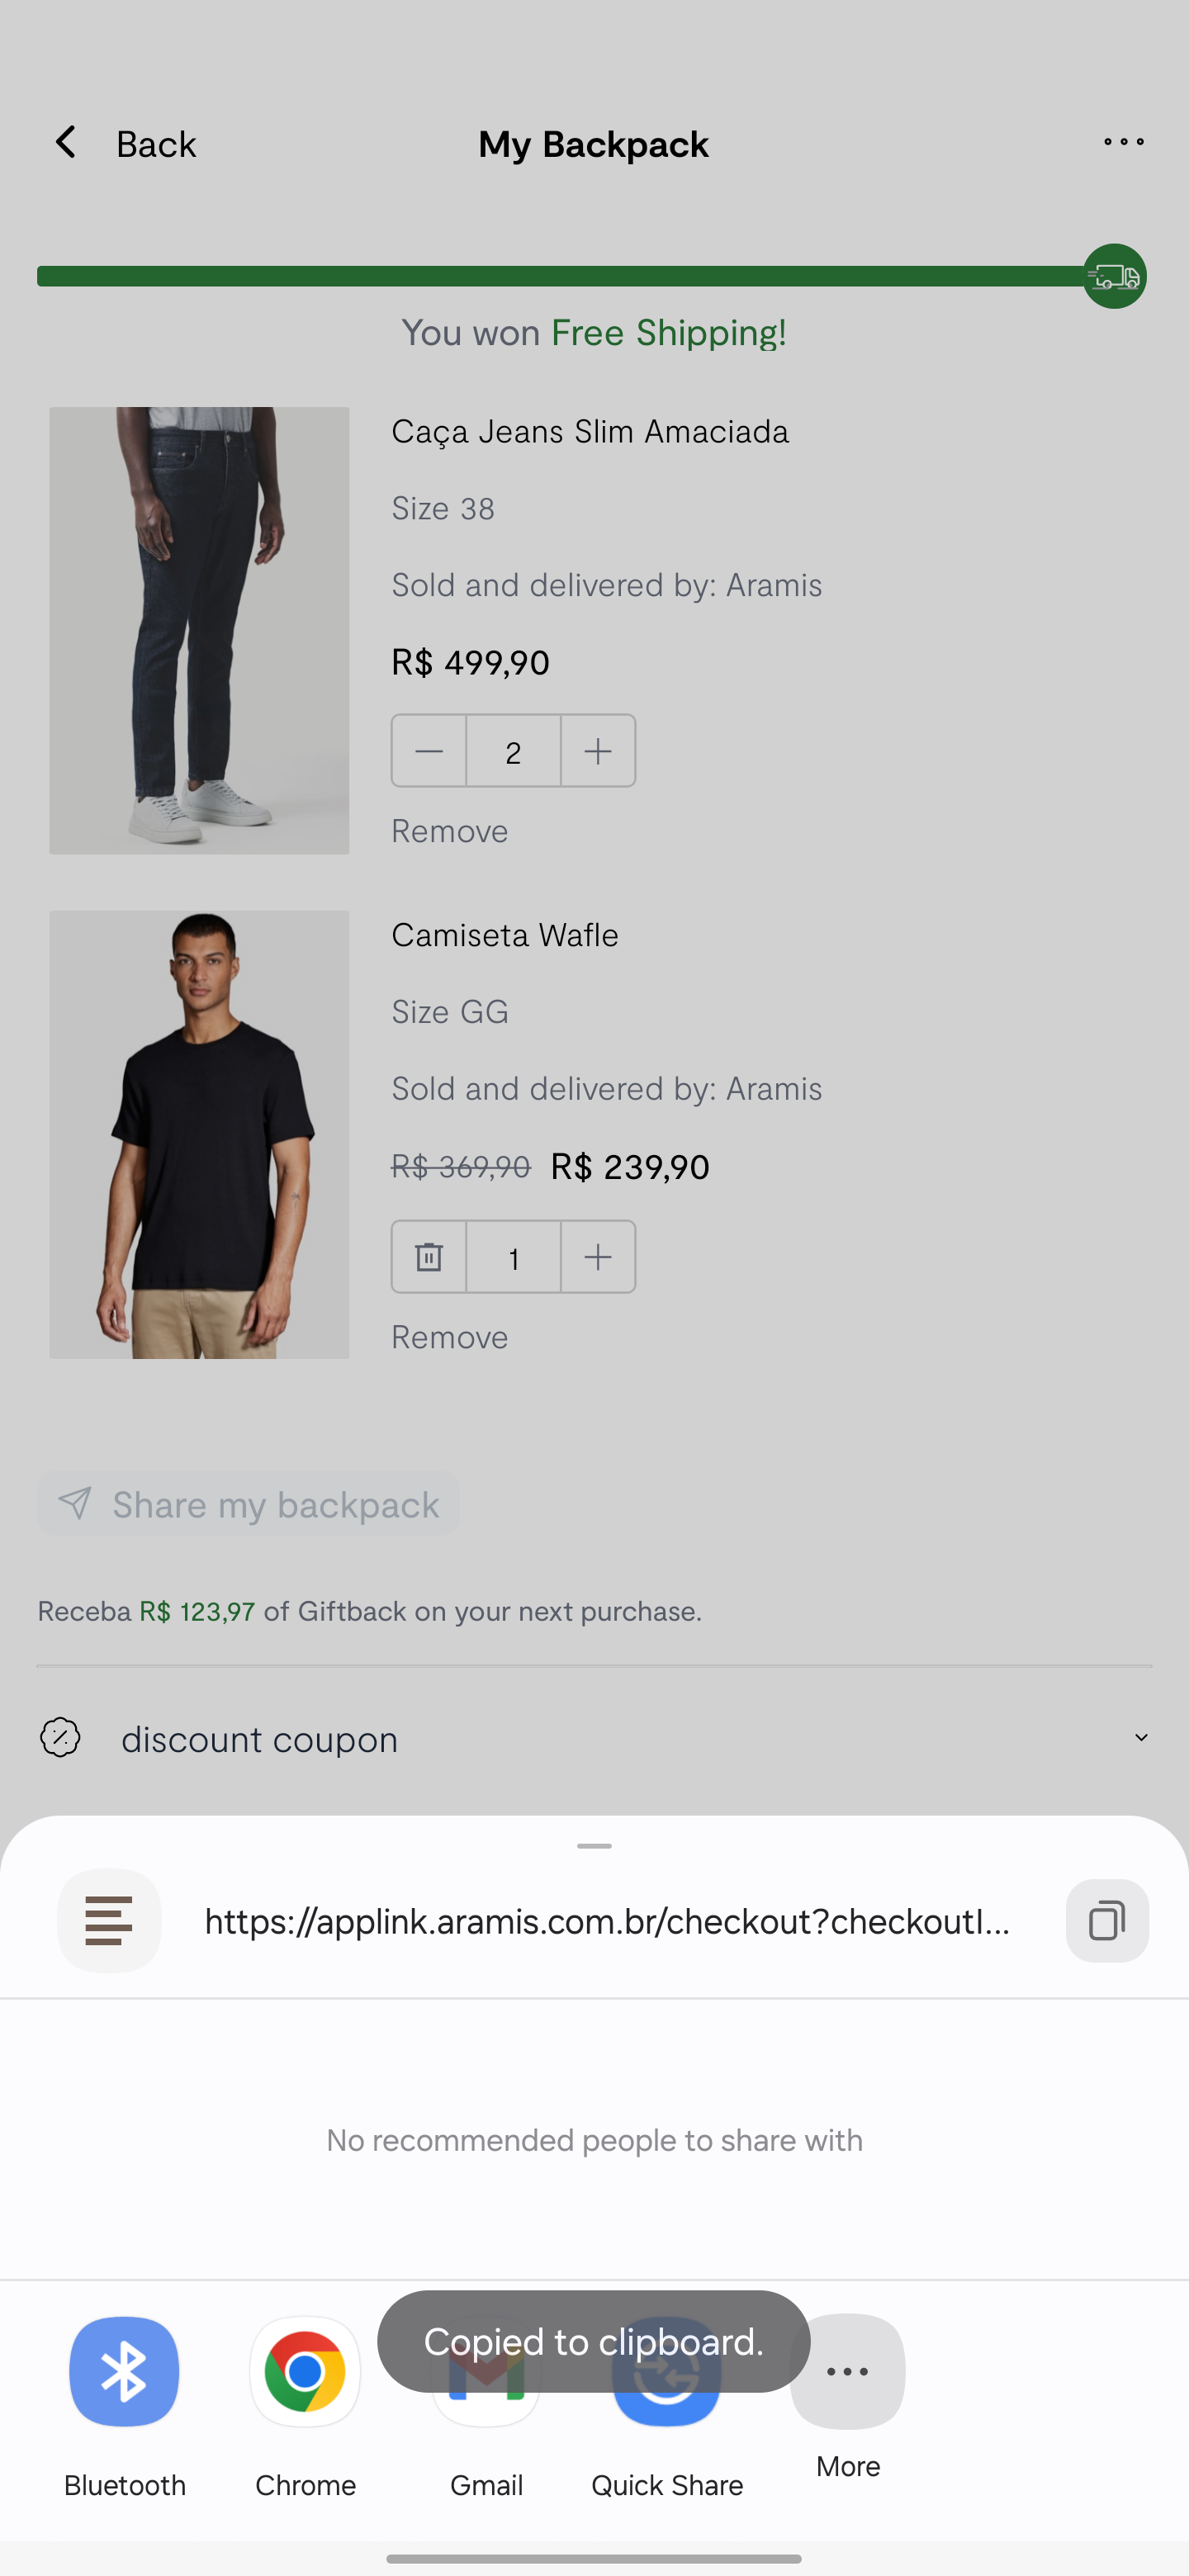 Back
My Backpack
You won Free Shipping!
Caça Jeans Slim Amaciada
Size 38
Sold and delivered by: Aramis
R$ 499,90
2
Remove
Camiseta Wafle
Size GG
Sold and delivered by: Aramis
R$ 369,90 R$ 239,90
1
Remove
Share my backpack
Receba R$ 123,97 of Giftback on your next purchase.
discount coupon
https://applink.aramis.com.br/checkout?checkoutI...
No recommended people to share with
Copied to clipboard.
Bluetooth
Chrome
Gmail
Quick Share
More